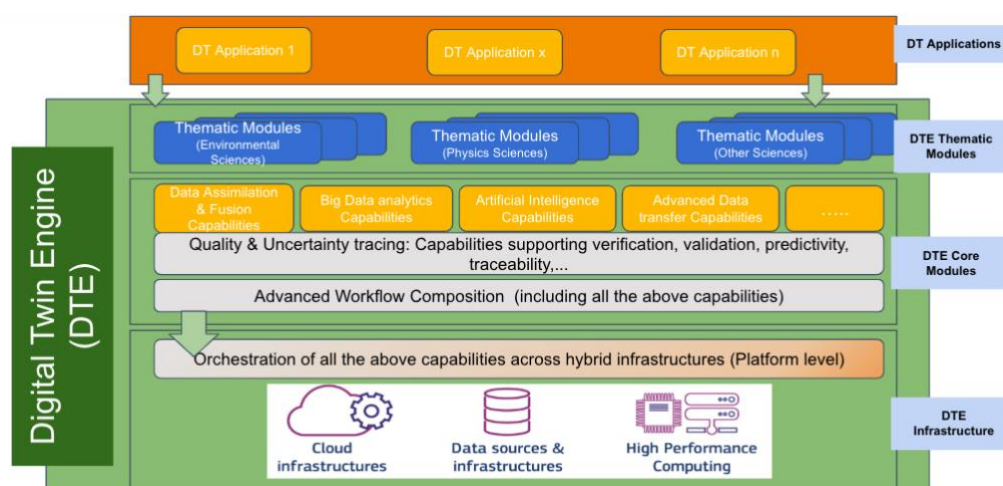 DT Application 1
DT Application x
DT Application n
DT Applications
Thematic Modules
(Environmental
Sciences)
Thematic Modules
(Physics Sciences)
Thematic Modules
(Other Sciences)
DTE Thematic
Modules
Digital Twin Engine
(DTE)
Data Assimilation
& Fusion
Capabilities
Big Data analytics
Capabilities
Artificial Intelligence
Capabilities
Advanced Data
transfer Capabilities
.....
Quality & Uncertainty tracing: Capabilities supporting verification, validation, predictivity,
traceability,...
DTE Core
Modules
Advanced Workflow Composition (including all the above capabilities)
Orchestration of all the above capabilities across hybrid infrastructures (Platform level)
Cloud
infrastructures
Data sources &
infrastructures
High Performance
Computing
DTE
Infrastructure